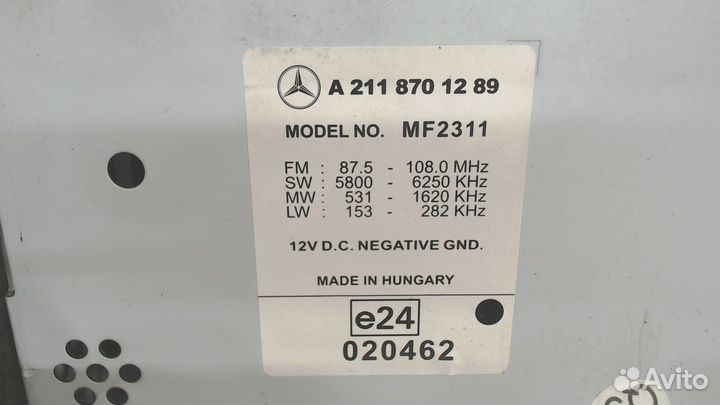 A 211 870 12 89
MODEL NO. MF2311
FM : 87.5 - 108.0 MHz
SW : 5800 - 6250 KHz
MW : 531 - 1620 KHz
LW : 153 - 282 KHz
12V D.C. NEGATIVE GND.
MADE IN HUNGARY
e24
020462
Avito